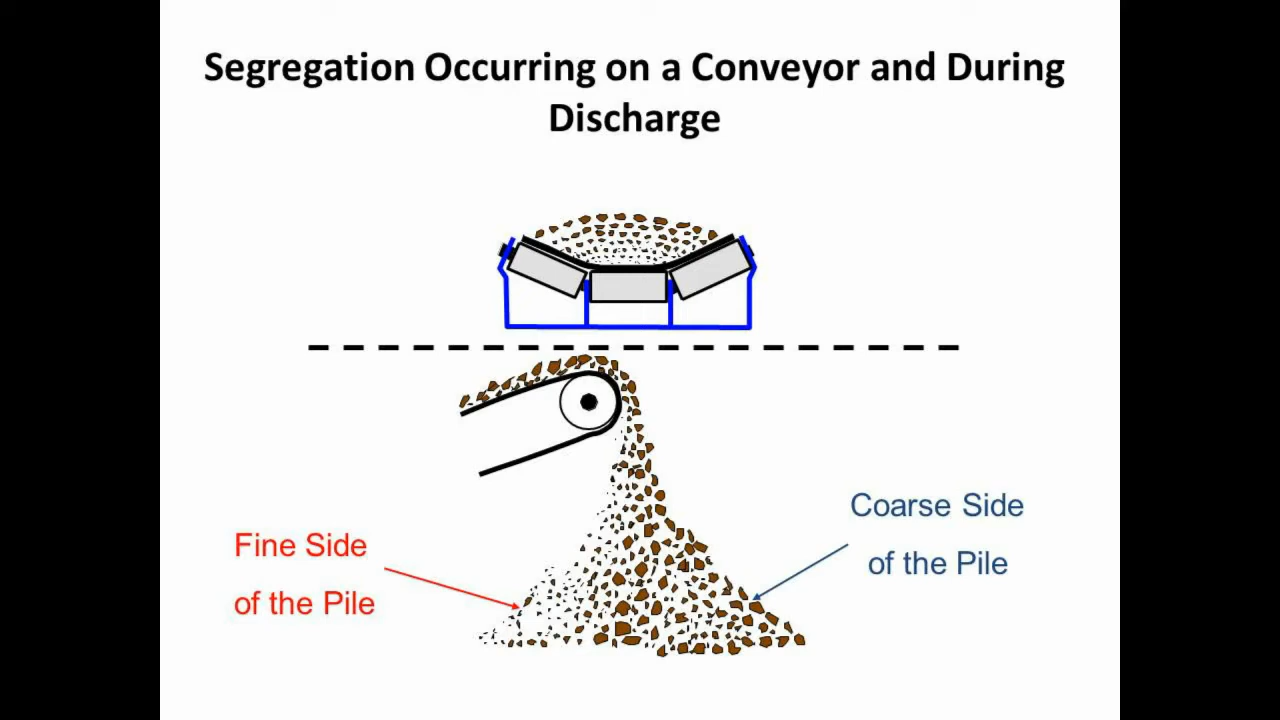 Segregation Occurring on a Conveyor and During
Discharge
Coarse Side
of the Pile
Fine Side
of the Pile